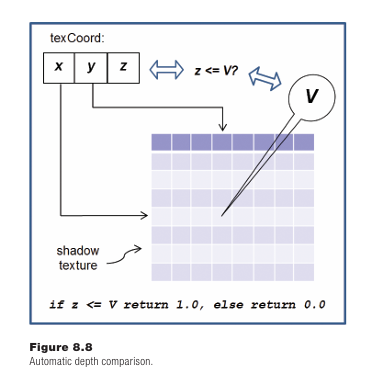 texCoord:
x y z
z <= V?
V
shadow
texture
if z <= V return 1.0, else return 0.0
Figure 8.8
Automatic depth comparison.